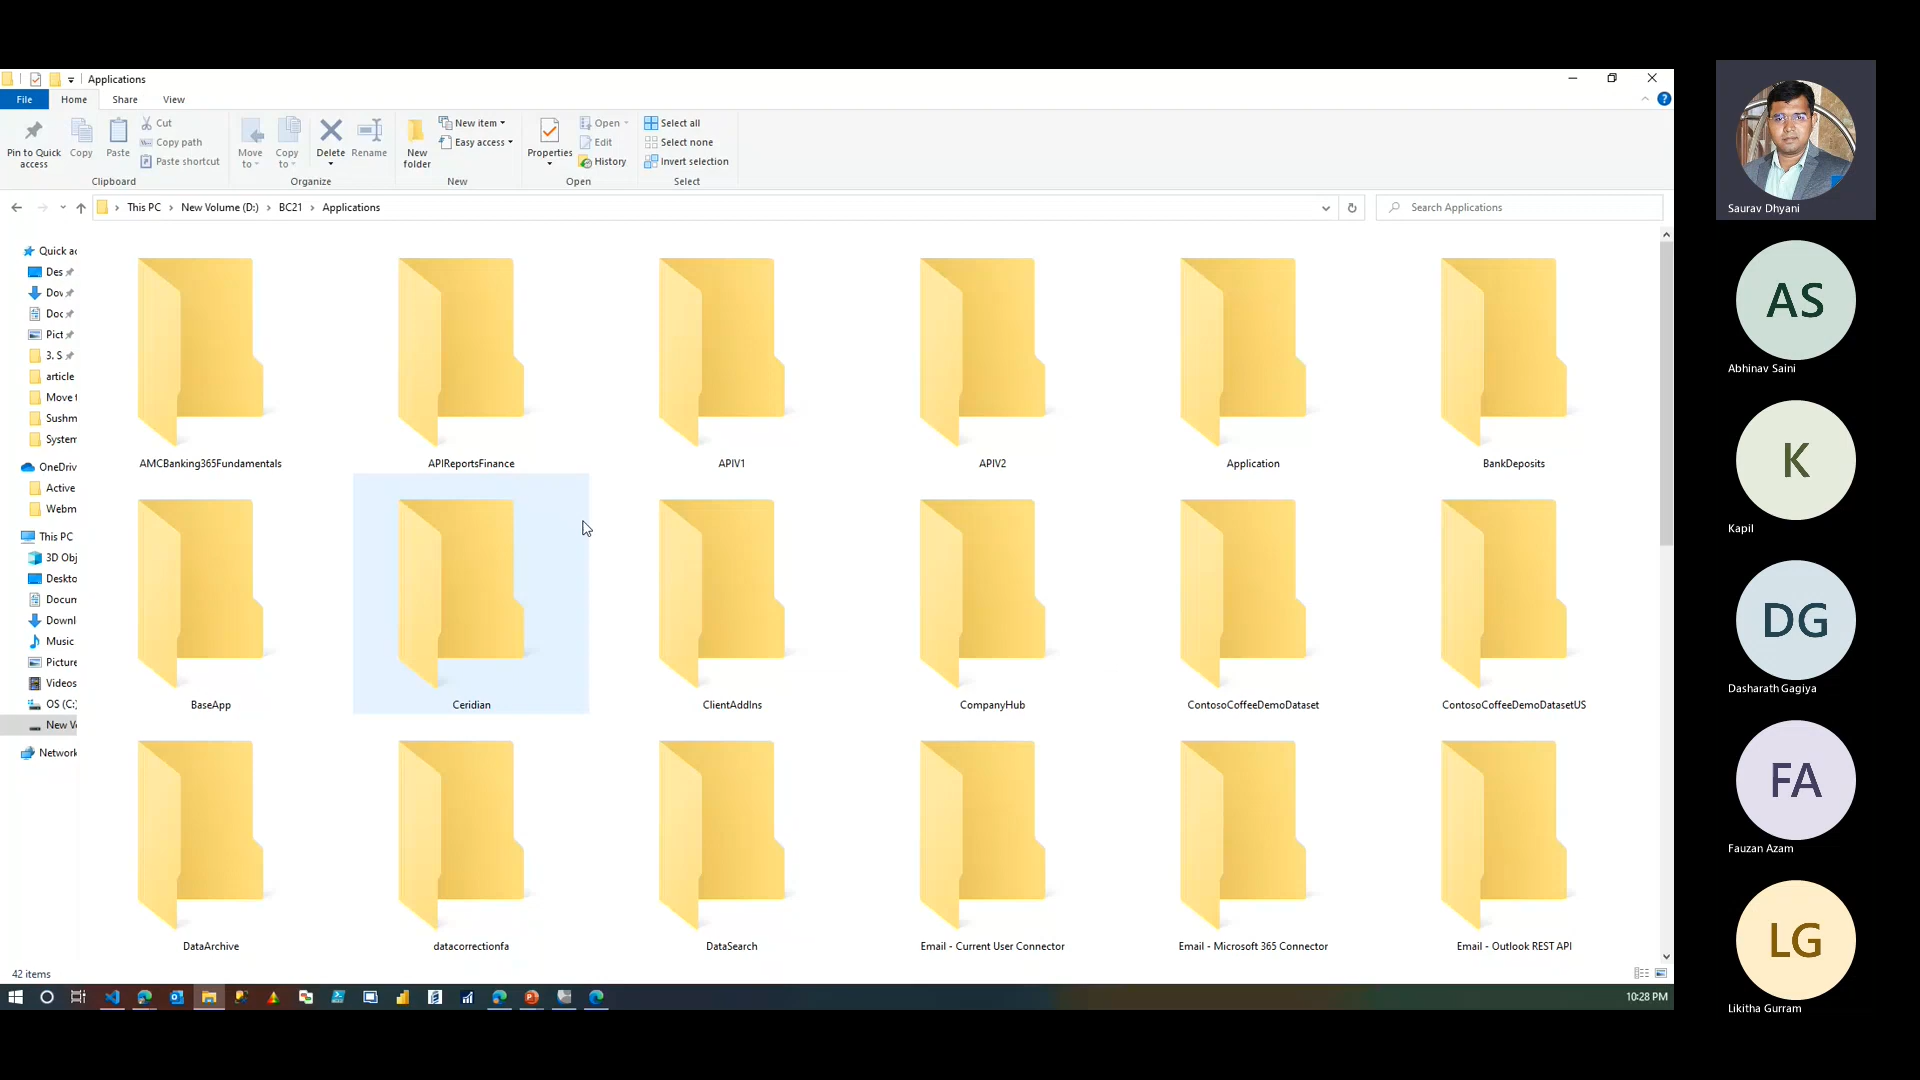 Applications
File Home Share View
Pin to Quick access
Copy
Paste
Cut
Copy path
Paste shortcut
Clipboard
Move to
Copy to
Delete
Rename
Organize
New folder
New item
Easy access
New
Properties
Open
Edit
History
Open
Select all
Select none
Invert selection
Select
This PC > New Volume (D:) > BC21 > Applications
Search Applications
Quick ac
Des
Dov
Doc
Pict
3. S
article
Move t
Sushm
System
OneDriv
Active
Webm
This PC
3D Obj
Deskto
Docum
Downl
Music
Picture
Videos
OS (C:)
New V
Network
AMCBanking365Fundamentals
APIReportsFinance
APIV1
APIV2
Application
BankDeposits
BaseApp
Ceridian
ClientAddIns
CompanyHub
ContosoCoffeeDemoDataset
ContosoCoffeeDemoDatasetUS
DataArchive
datacorrectionfa
DataSearch
Email - Current User Connector
Email - Microsoft 365 Connector
Email - Outlook REST API
42 items
10:28 PM
Saurav Dhyani
AS
Abhinav Saini
K
Kapil
DG
Dasharath Gagiya
FA
Fauzan Azam
LG
Likitha Gurram